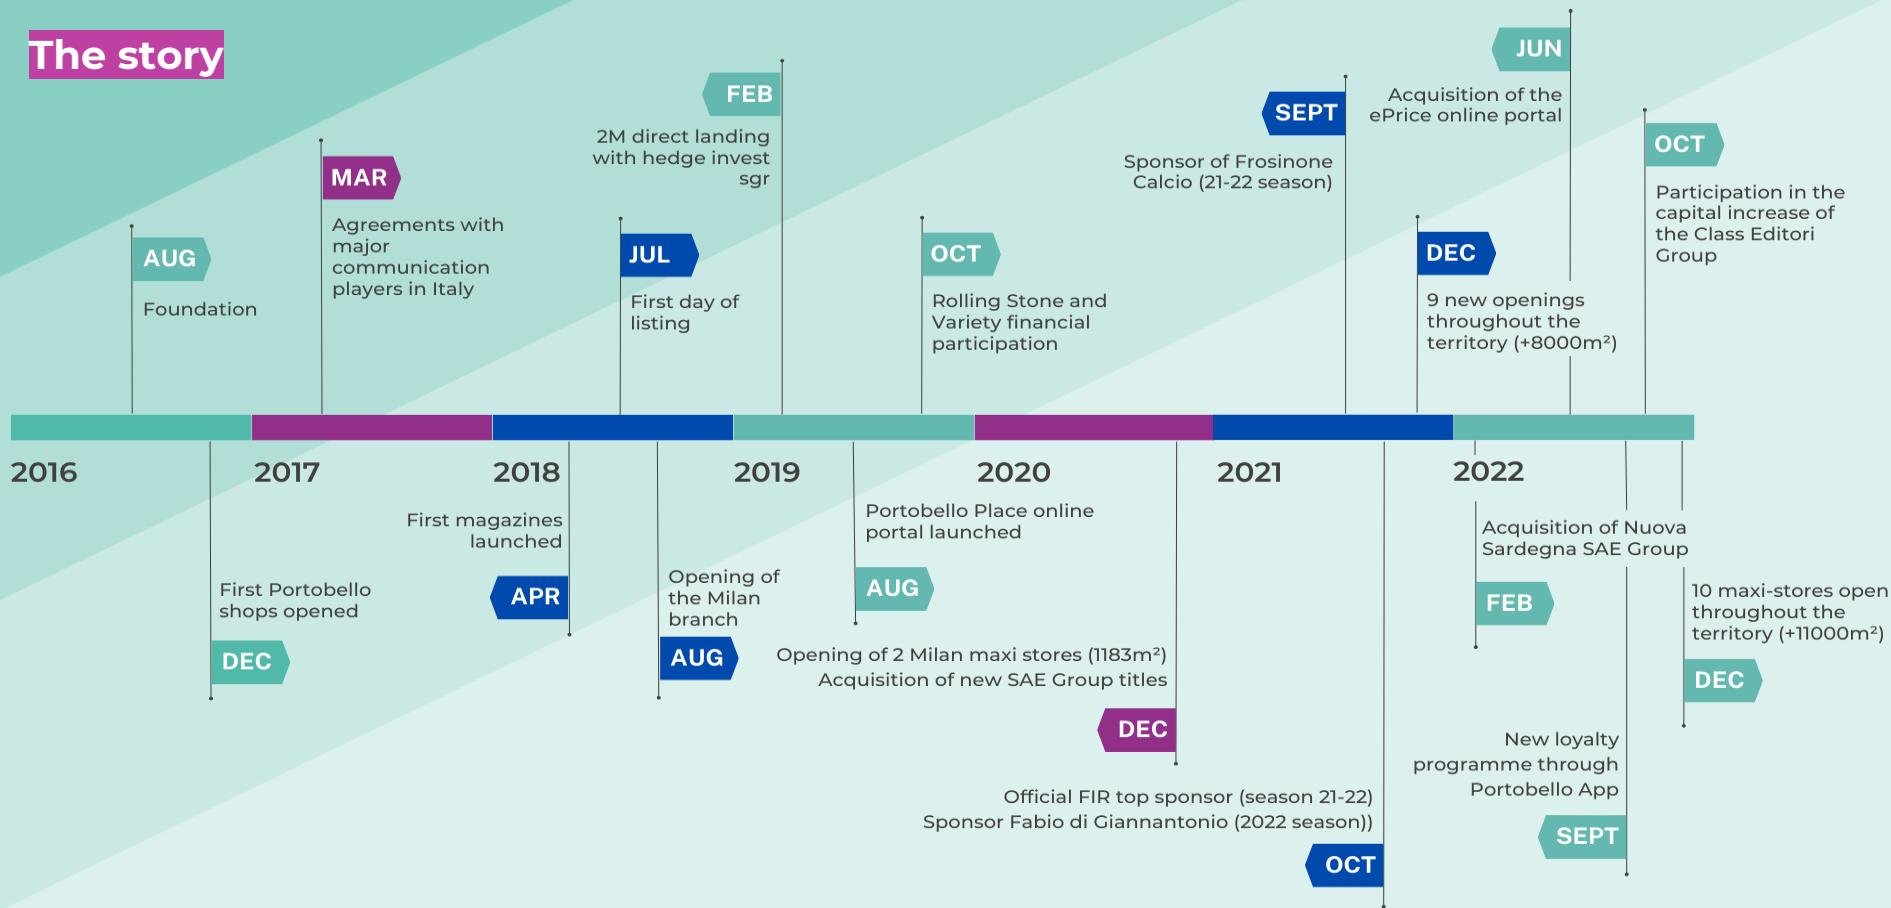 The story
AUG
Foundation
MAR
Agreements with
major
communication
players in Italy
FEB
2M direct landing
with hedge invest
sgr
JUL
First day of
listing
OCT
Rolling Stone and
Variety financial
participation
SEPT
Sponsor of Frosinone
Calcio (21-22 season)
JUN
Acquisition of the
ePrice online portal
DEC
9 new openings
throughout the
territory (+8000m²)
OCT
Participation in the
capital increase of
the Class Editori
Group
2016
2017
2018
2019
2020
2021
2022
First Portobello
shops opened
DEC
First magazines
launched
APR
Opening of
the Milan
branch
AUG
Portobello Place online
portal launched
AUG
Opening of 2 Milan maxi stores (1183m²)
Acquisition of new SAE Group titles
DEC
Official FIR top sponsor (season 21-22)
Sponsor Fabio di Giannantonio (2022 season))
OCT
Acquisition of Nuova
Sardegna SAE Group
FEB
New loyalty
programme through
Portobello App
SEPT
10 maxi-stores open
throughout the
territory (+11000m²)
DEC